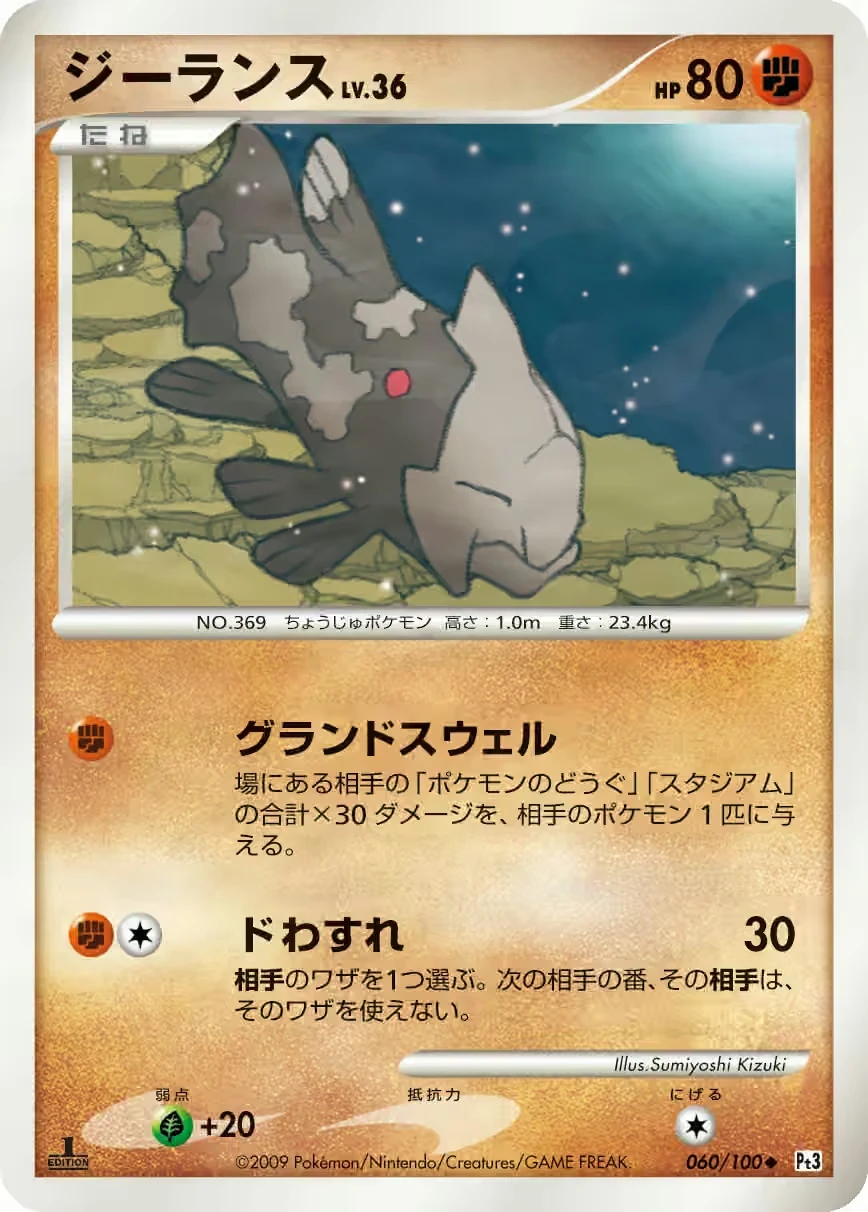 ジーランス LV.36 HP 80
たね
NO.369 ちょうじゅポケモン 高さ：1.0m 重さ：23.4kg
グランドスウェル
場にある相手の「ポケモンのどうぐ」「スタジアム」
の合計×30 ダメージを、相手のポケモン 1 匹に与
える。
ドわすれ 30
相手のワザを1つ選ぶ。次の相手の番、その相手は、
そのワザを使えない。
Illus.Sumiyoshi Kizuki
弱点 抵抗力 にげる
+20
1 EDITION
©2009 Pokémon/Nintendo/Creatures/GAME FREAK.
060/100◆ Pt3